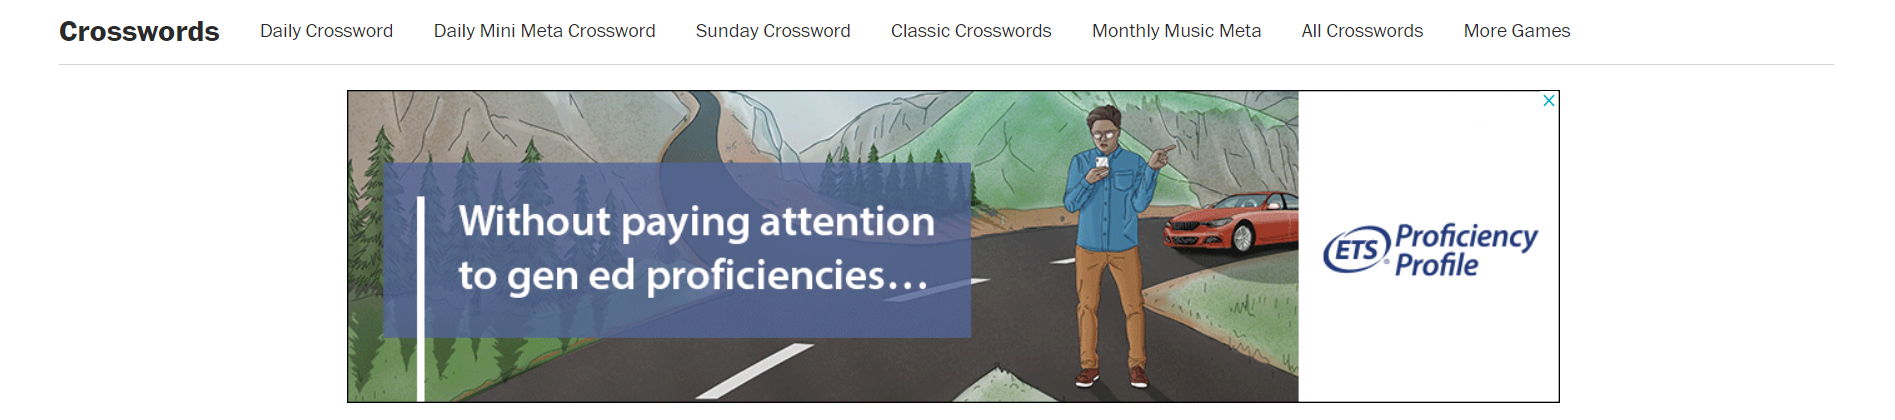 Crosswords Daily Crossword Daily Mini Meta Crossword Sunday Crossword Classic Crosswords Monthly Music Meta All Crosswords More Games
Without paying attention
to gen ed proficiencies...
ETS® Proficiency
Profile